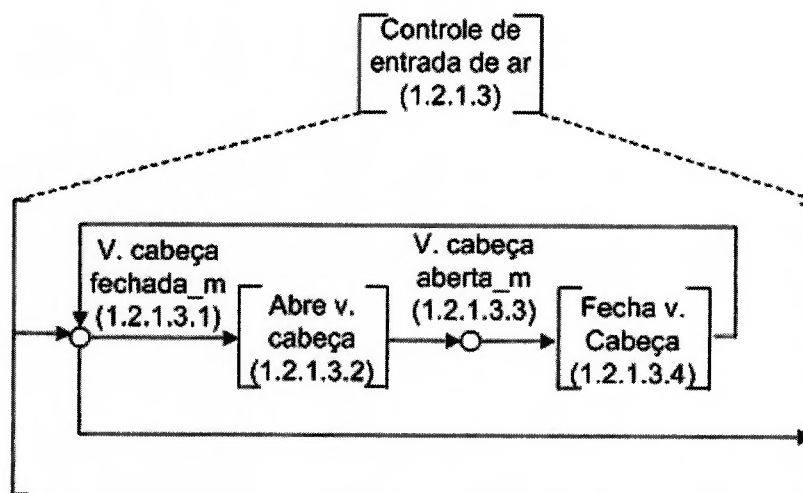 Controle de
entrada de ar
(1.2.1.3)
V. cabeça
fechada_m
(1.2.1.3.1)
Abre v.
cabeça
(1.2.1.3.2)
V. cabeça
aberta_m
(1.2.1.3.3)
Fecha v.
Cabeça
(1.2.1.3.4)